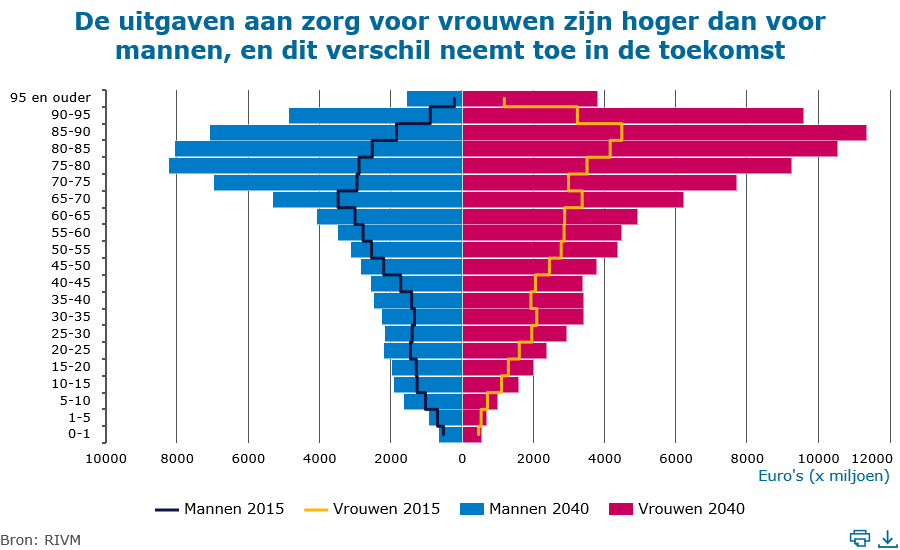 De uitgaven aan zorg voor vrouwen zijn hoger dan voor
mannen, en dit verschil neemt toe in de toekomst
95 en ouder
90-95
85-90
80-85
75-80
70-75
65-70
60-65
55-60
50-55
45-50
40-45
35-40
30-35
25-30
20-25
15-20
10-15
5-10
1-5
0-1
10000 8000 6000 4000 2000 0 2000 4000 6000 8000 10000 12000
Euro's (x miljoen)
Mannen 2015 Vrouwen 2015 Mannen 2040 Vrouwen 2040
Bron: RIVM